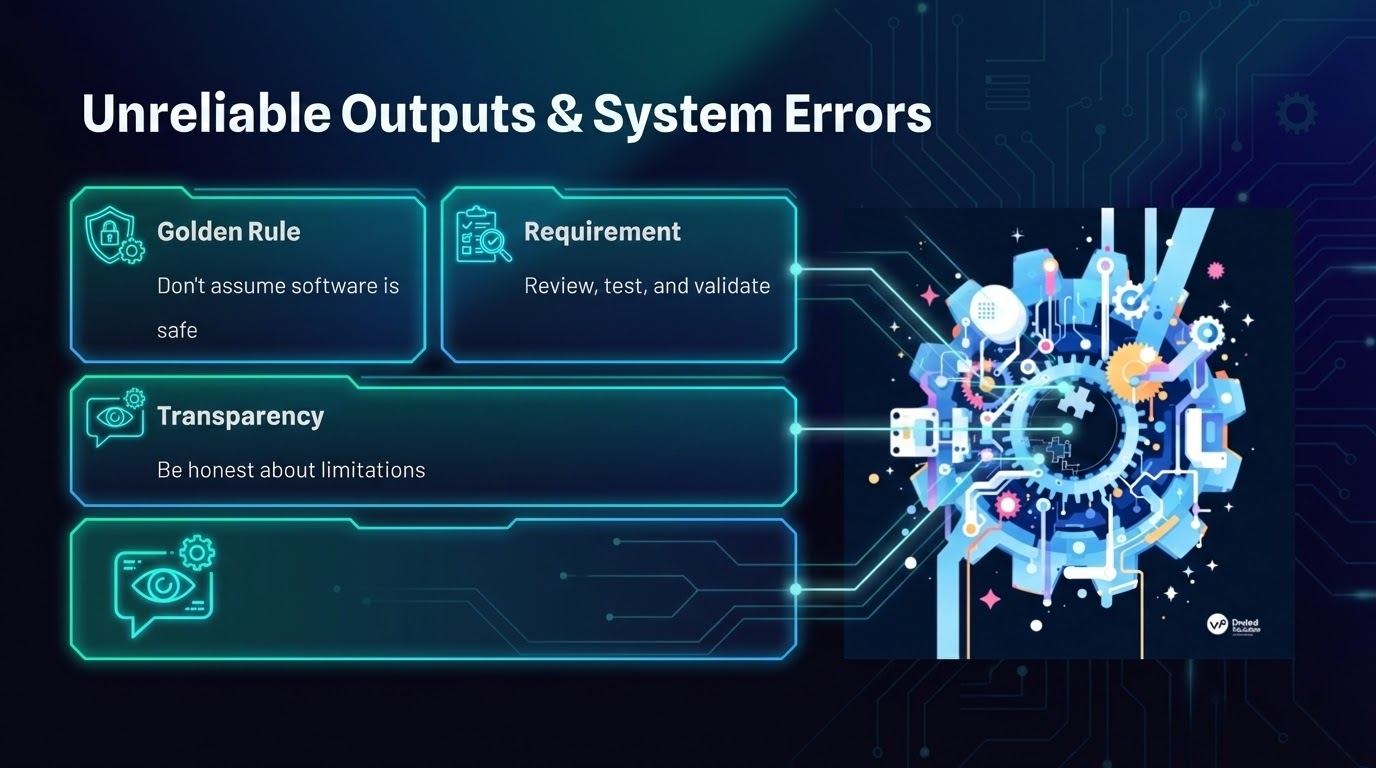 Unreliable Outputs & System Errors
Golden Rule
Don't assume software is
safe
Requirement
Review, test, and validate
Transparency
Be honest about limitations